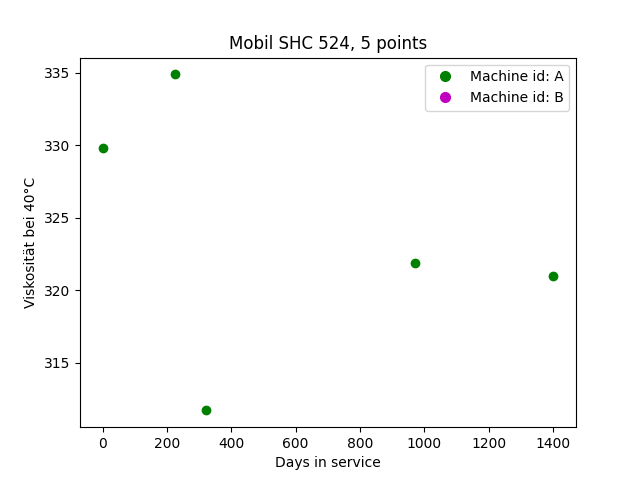 Mobil SHC 524, 5 points
Machine id: A
Machine id: B
335
330
325
320
315
Viskosität bei 40°C
0 200 400 600 800 1000 1200 1400
Days in service